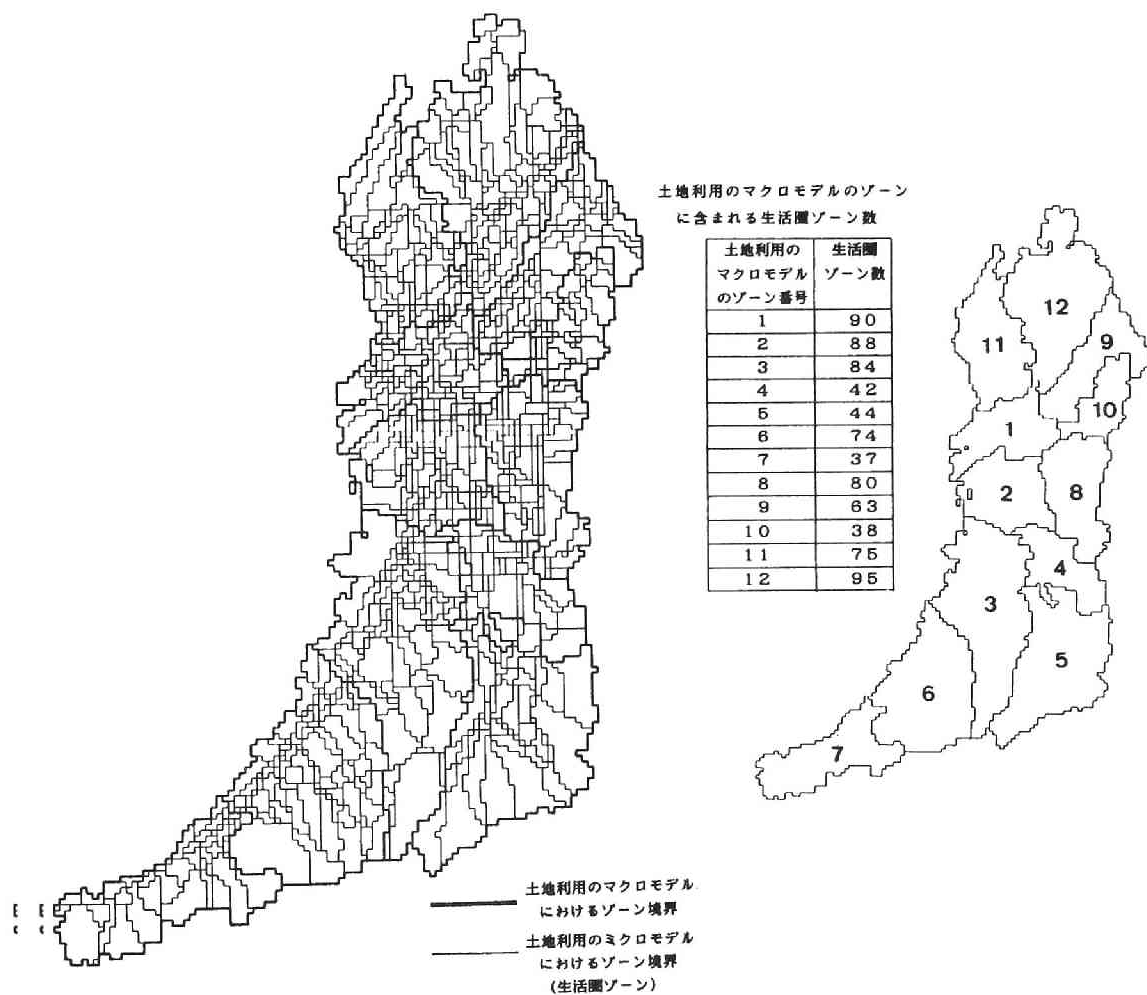 土地利用のマクロモデルのゾーン
に含まれる生活圏ゾーン数
土地利用の
マクロモデル
のゾーン番号
生活圏
ゾーン数
1 90
2 88
3 84
4 42
5 44
6 74
7 37
8 80
9 63
10 38
11 75
12 95
12
11
9
10
1
2
8
4
3
5
6
7
土地利用のマクロモデル
におけるゾーン境界
土地利用のミクロモデル
におけるゾーン境界
(生活圏ゾーン)